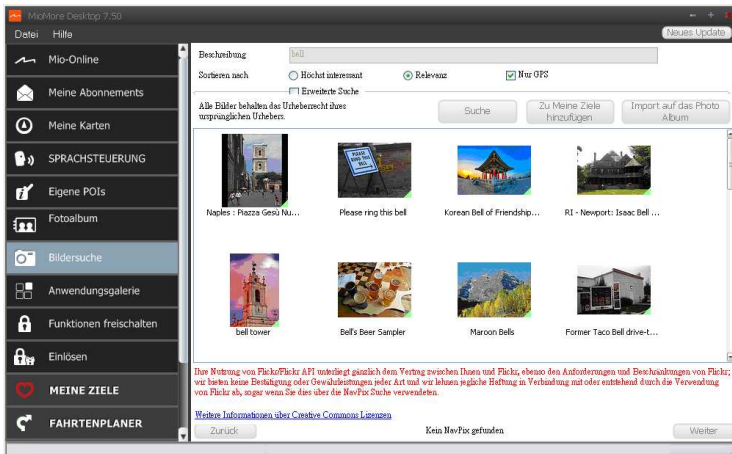 MioMore Desktop 7.50
Datei Hilfe
Neues Update
Mio-Online
Meine Abonnements
Meine Karten
SPRACHSTEUERUNG
Eigene POIs
Fotoalbum
Bildersuche
Anwendungsgalerie
Funktionen freischalten
Einlösen
MEINE ZIELE
FAHRTENPLANER
Beschreibung bell
Sortieren nach Höchst interessant Relevanz Nur GPS
Erweiterte Suche
Alle Bilder behalten das Urheberrecht ihres
ursprünglichen Urhebers.
Suche
Zu Meine Ziele
hinzufügen
Import auf das Photo
Album
PLEASE
RING THIS
BELL
Naples : Piazza Gesù Nu...
Please ring this bell
Korean Bell of Friendship...
RI - Newport: Isaac Bell ...
bell tower
Bell's Beer Sampler
Maroon Bells
Former Taco Bell drive-t...
Ihre Nutzung von Flickr/Flickr API unterliegt gänzlich dem Vertrag zwischen Ihnen und Flickr, ebenso den Anforderungen und Beschränkungen von Flickr;
wir bieten keine Bestätigung oder Gewährleistungen jeder Art und wir lehnen jegliche Haftung in Verbindung mit oder entstehend durch die Verwendung
von Flickr ab, sogar wenn Sie dies über die NavPix Suche verwendeten.
Weitere Informationen über Creative Commons Lizenzen
Zurück
Kein NavPix gefunden
Weiter